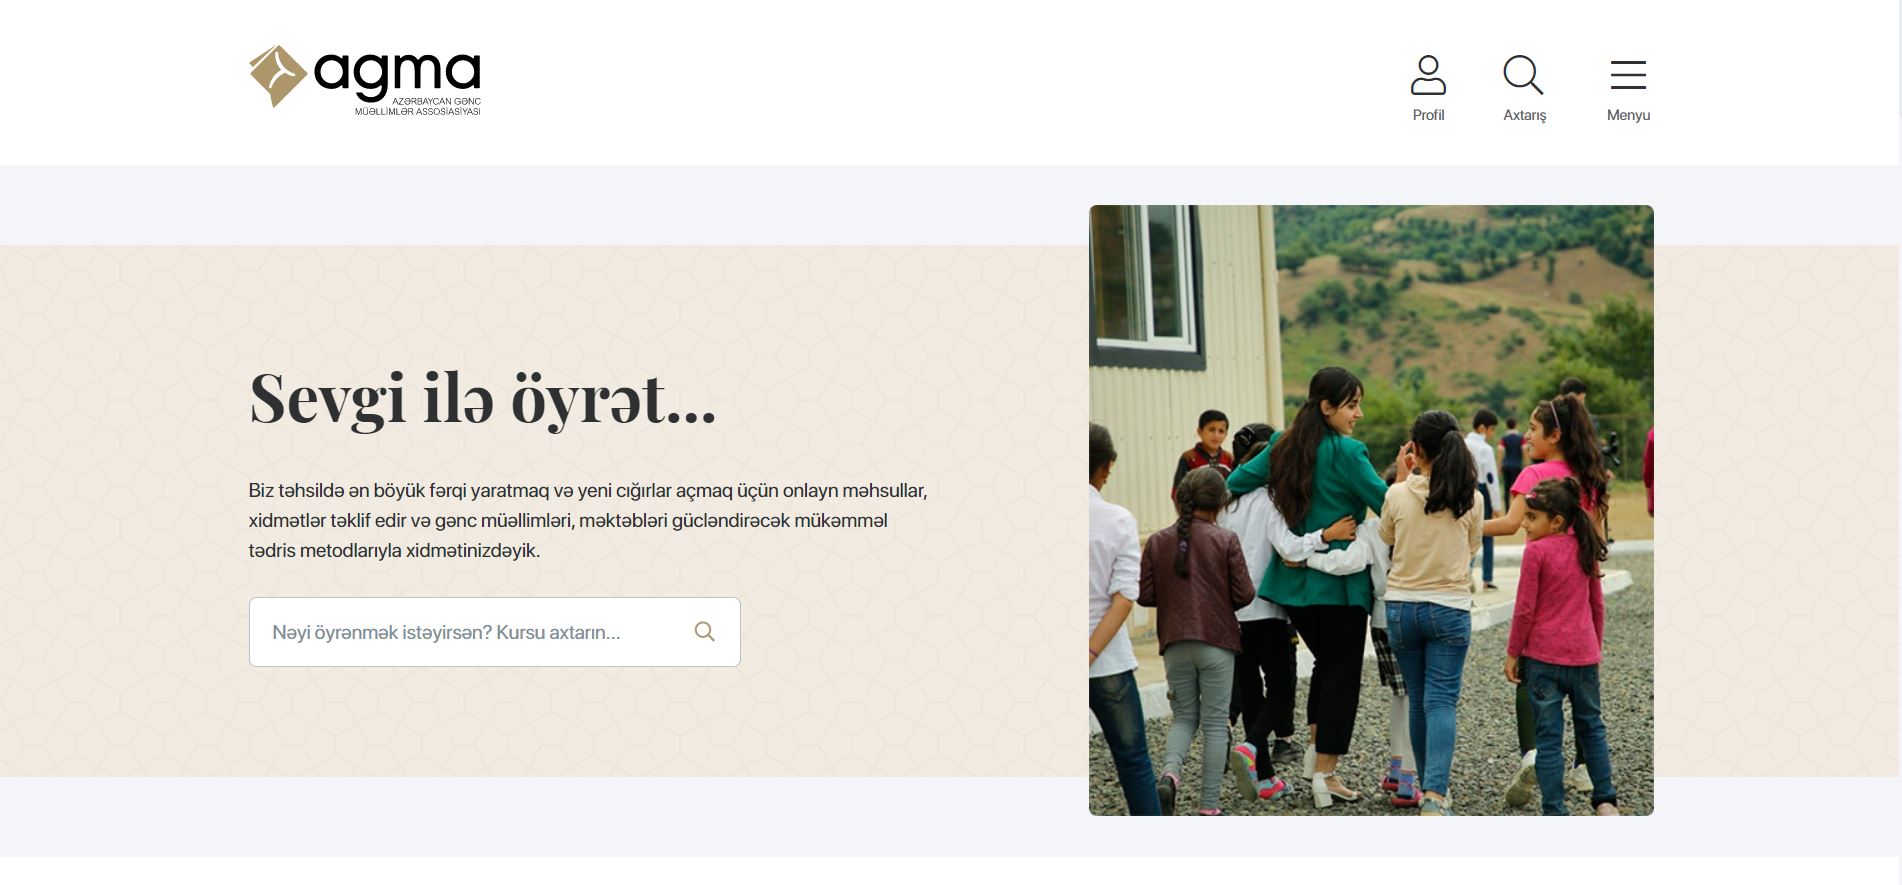 agma
AZƏRBAYCAN GƏNC
MÜƏLLİMLƏR ASSOSİASİYASI
Profil
Axtarış
Menyu
Sevgi ilə öyrət...
Biz təhsildə ən böyük fərqi yaratmaq və yeni cığırlar açmaq üçün onlayn məhsullar,
xidmətlər təklif edir və gənc müəllimləri, məktəbləri gücləndirəcək mükəmməl
tədris metodlarıyla xidmətinizdəyik.
Nəyi öyrənmək istəyirsən? Kursu axtarın...